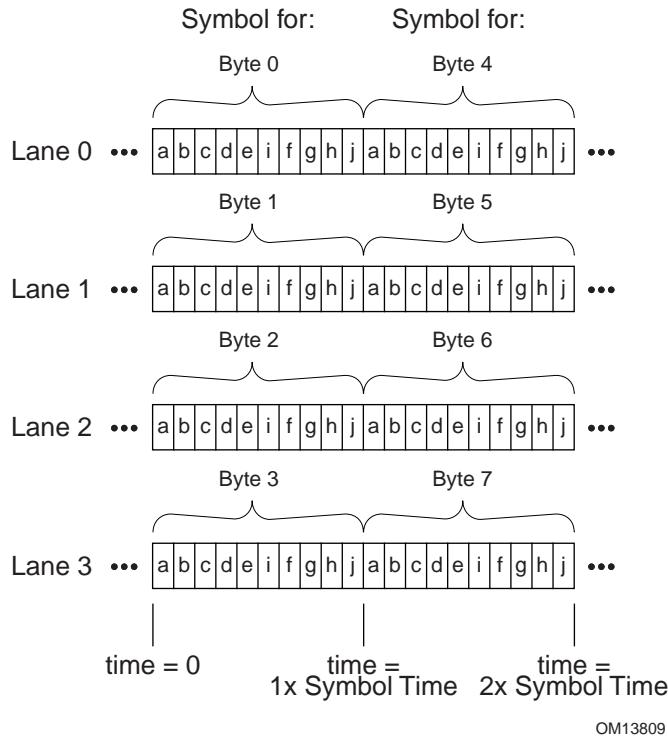 Symbol for: Symbol for:
Byte 0 Byte 4
Lane 0 ••• a b c d e i f g h j a b c d e i f g h j •••
Byte 1 Byte 5
Lane 1 ••• a b c d e i f g h j a b c d e i f g h j •••
Byte 2 Byte 6
Lane 2 ••• a b c d e i f g h j a b c d e i f g h j •••
Byte 3 Byte 7
Lane 3 ••• a b c d e i f g h j a b c d e i f g h j •••
time = 0 time = time =
1x Symbol Time 2x Symbol Time
OM13809